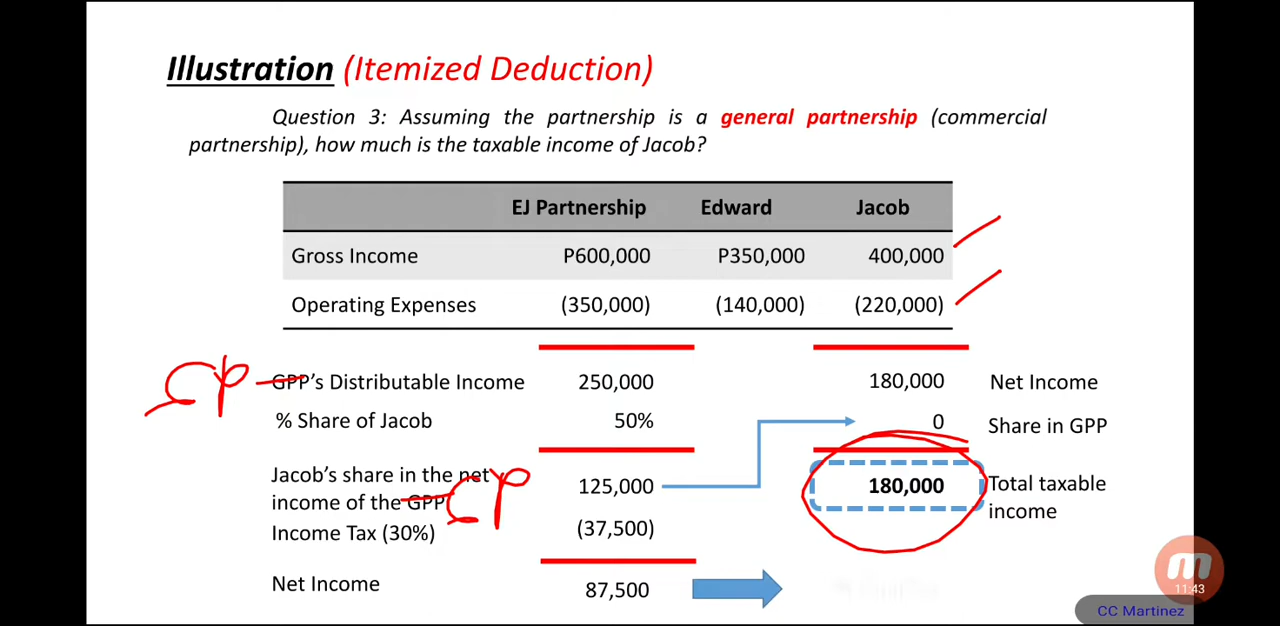 Illustration (Itemized Deduction)
Question 3: Assuming the partnership is a general partnership (commercial
partnership), how much is the taxable income of Jacob?
EJ Partnership Edward Jacob
Gross Income P600,000 P350,000 400,000
Operating Expenses (350,000) (140,000) (220,000)
CP GPP's Distributable Income 250,000 180,000 Net Income
% Share of Jacob 50% 0 Share in GPP
Jacob's share in the net
income of the GPP CP 125,000 180,000 Total taxable
income
Income Tax (30%) (37,500)
Net Income 87,500
11:43
CC Martinez